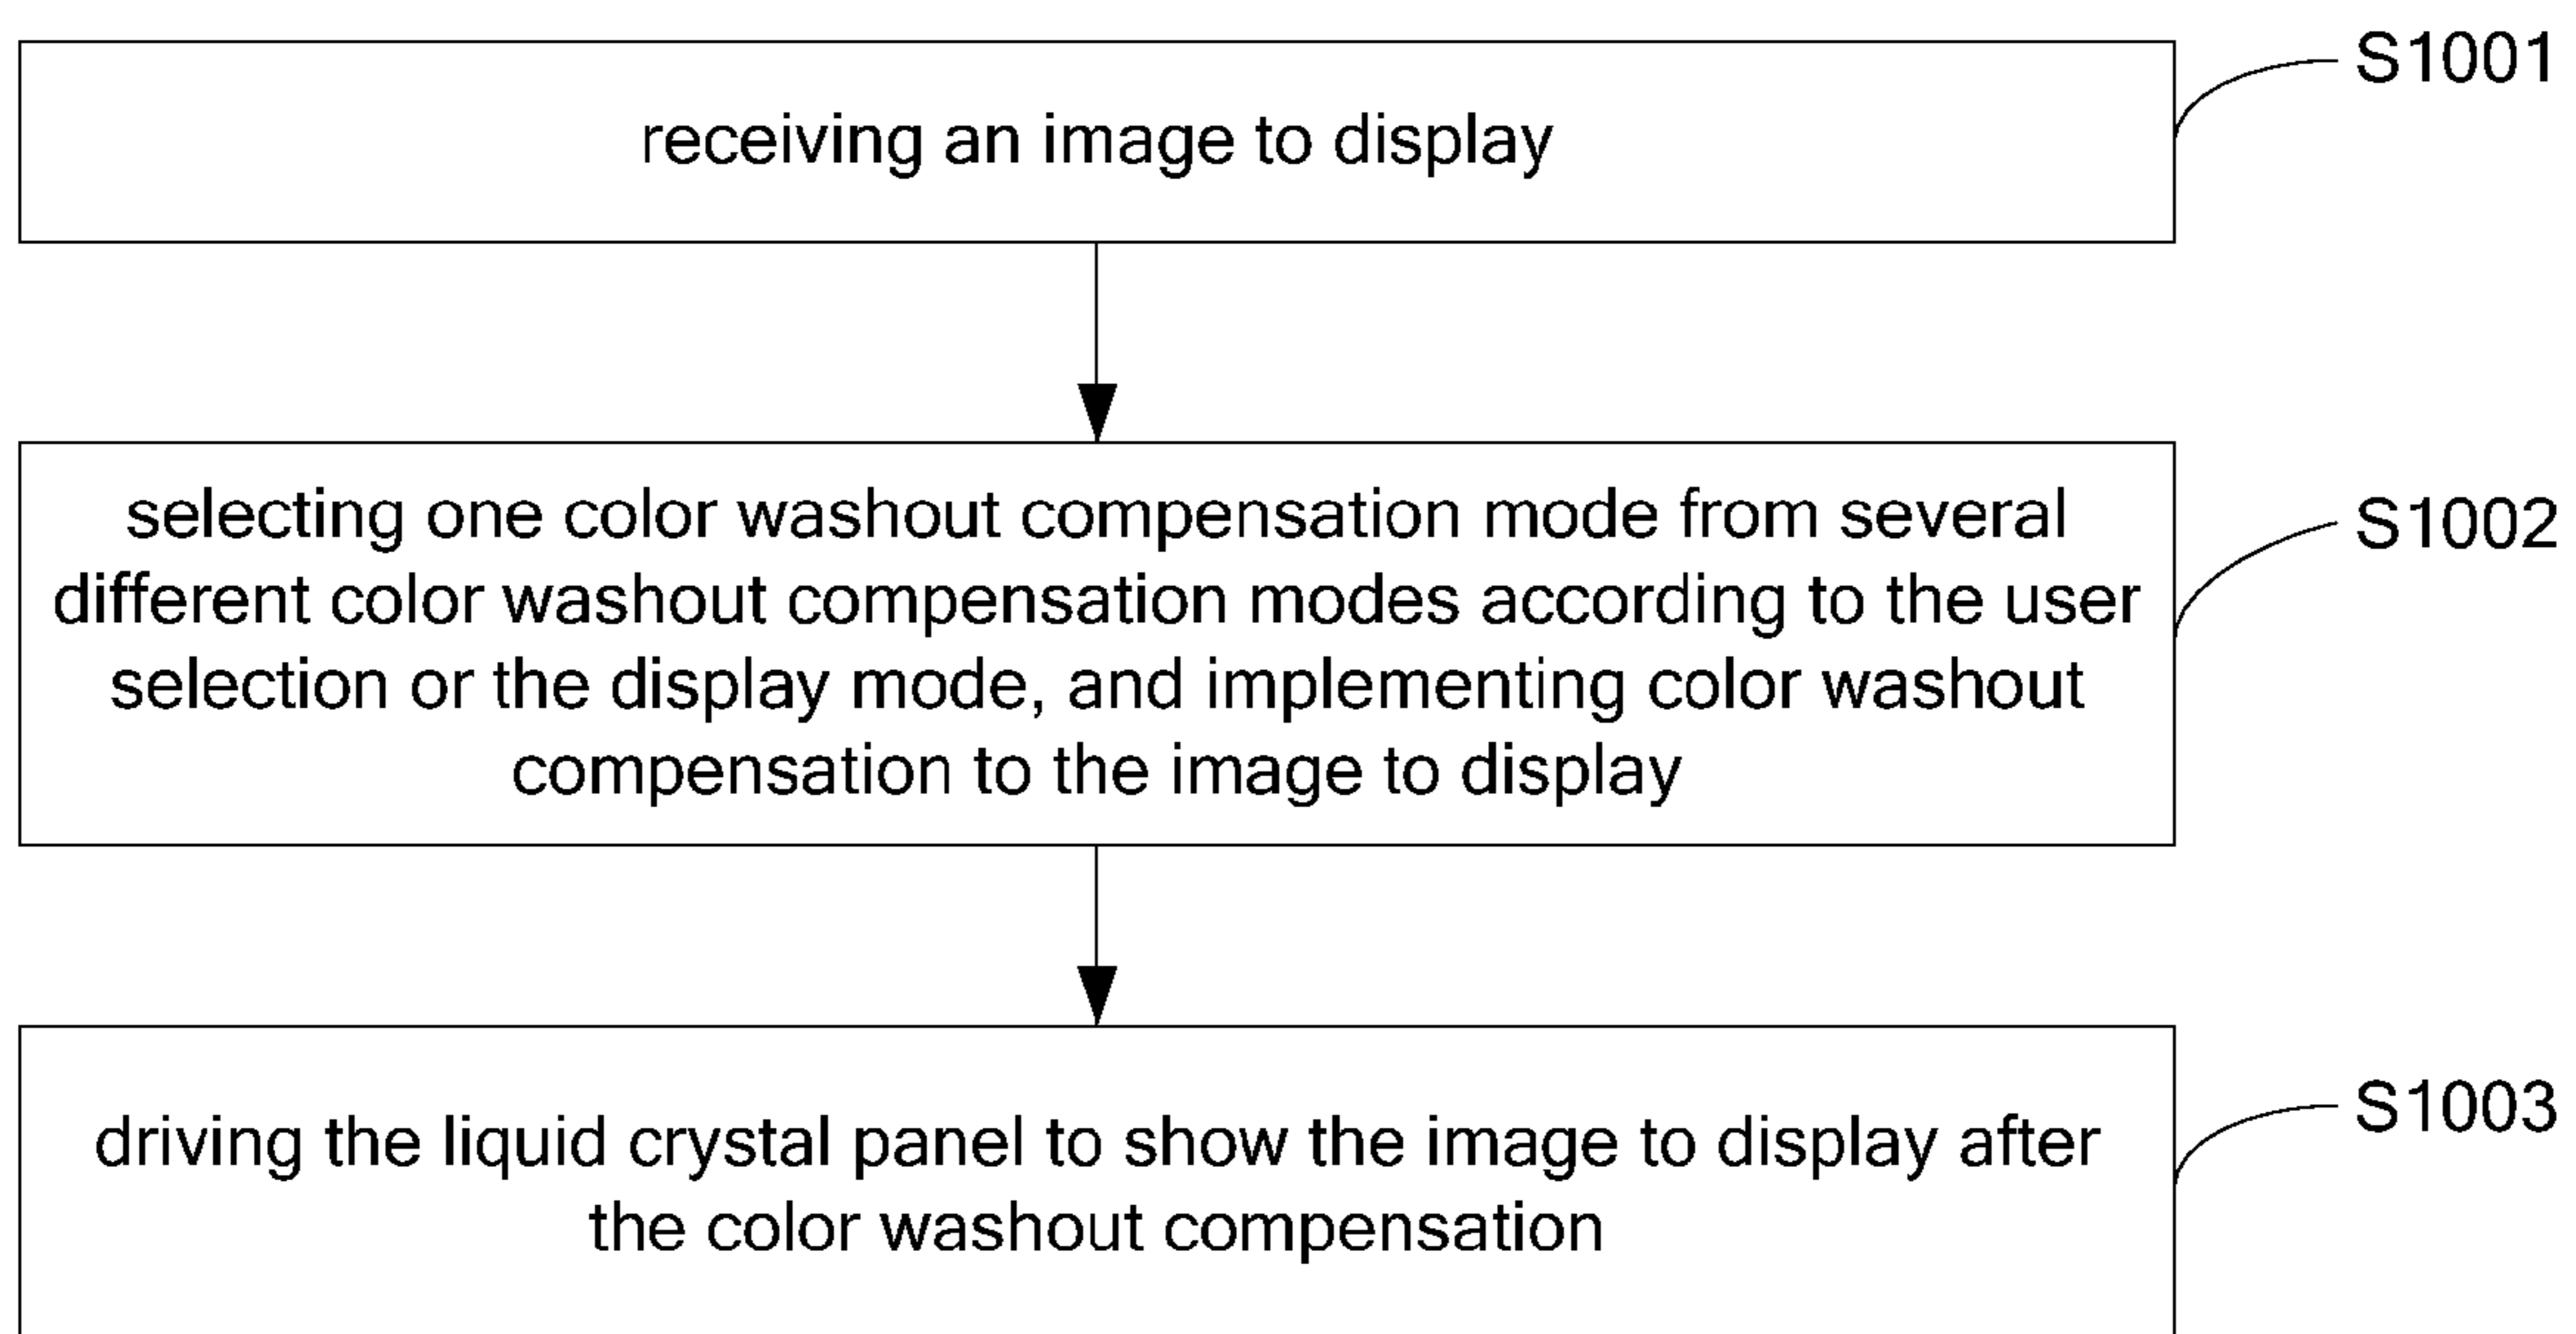 S1001
receiving an image to display
selecting one color washout compensation mode from several
different color washout compensation modes according to the user
selection or the display mode, and implementing color washout
compensation to the image to display
S1002
driving the liquid crystal panel to show the image to display after
the color washout compensation
S1003